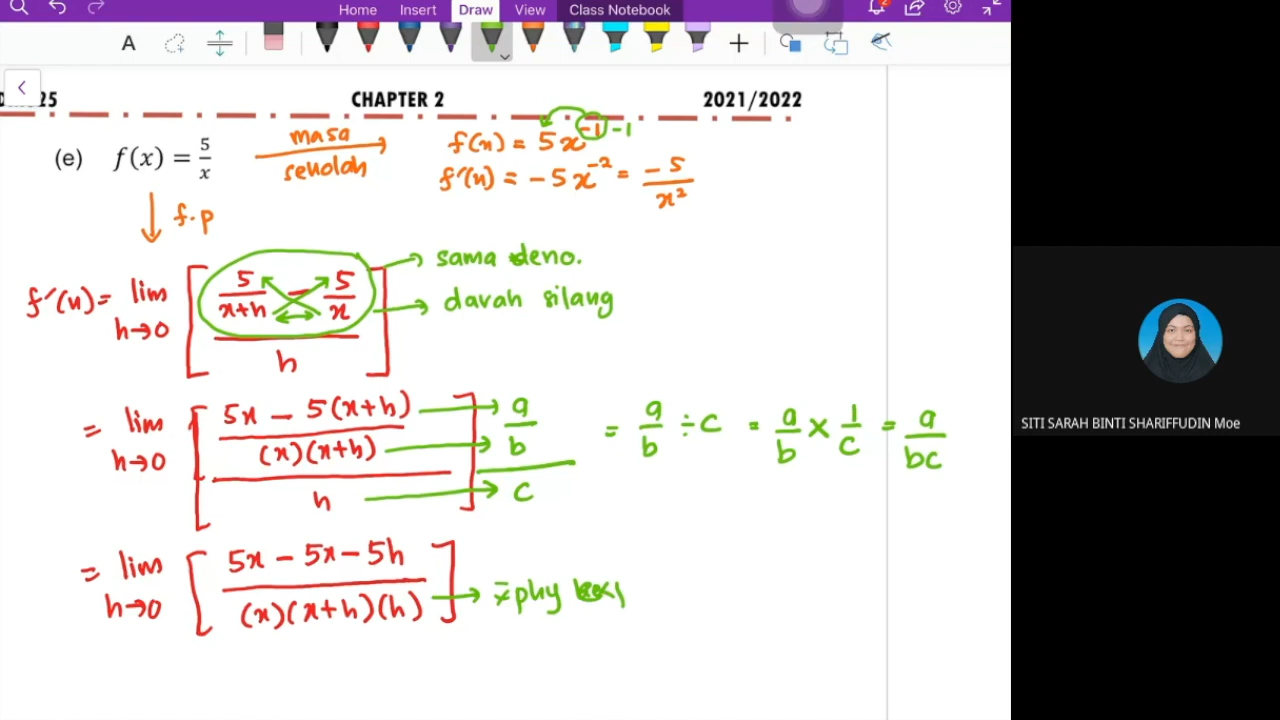 Home Insert Draw View Class Notebook
2
A
25 CHAPTER 2 2021/2022
(e) f(x) = 5/x
masa
sekolah
f(x) = 5x^-1 -1
f'(x) = -5x^-2 = -5/x²
f.p
f'(x) = lim h→0 [ (5/(x+h) - 5/x) / h ]
sama deno.
darab silang
= lim h→0 [ ((5x - 5(x+h)) / ((x)(x+h))) / h ] → a/b / c = a/b ÷ c = a/b × 1/c = a/bc
= lim h→0 [ (5x - 5x - 5h) / ((x)(x+h)(h)) ]
SITI SARAH BINTI SHARIFFUDIN Moe